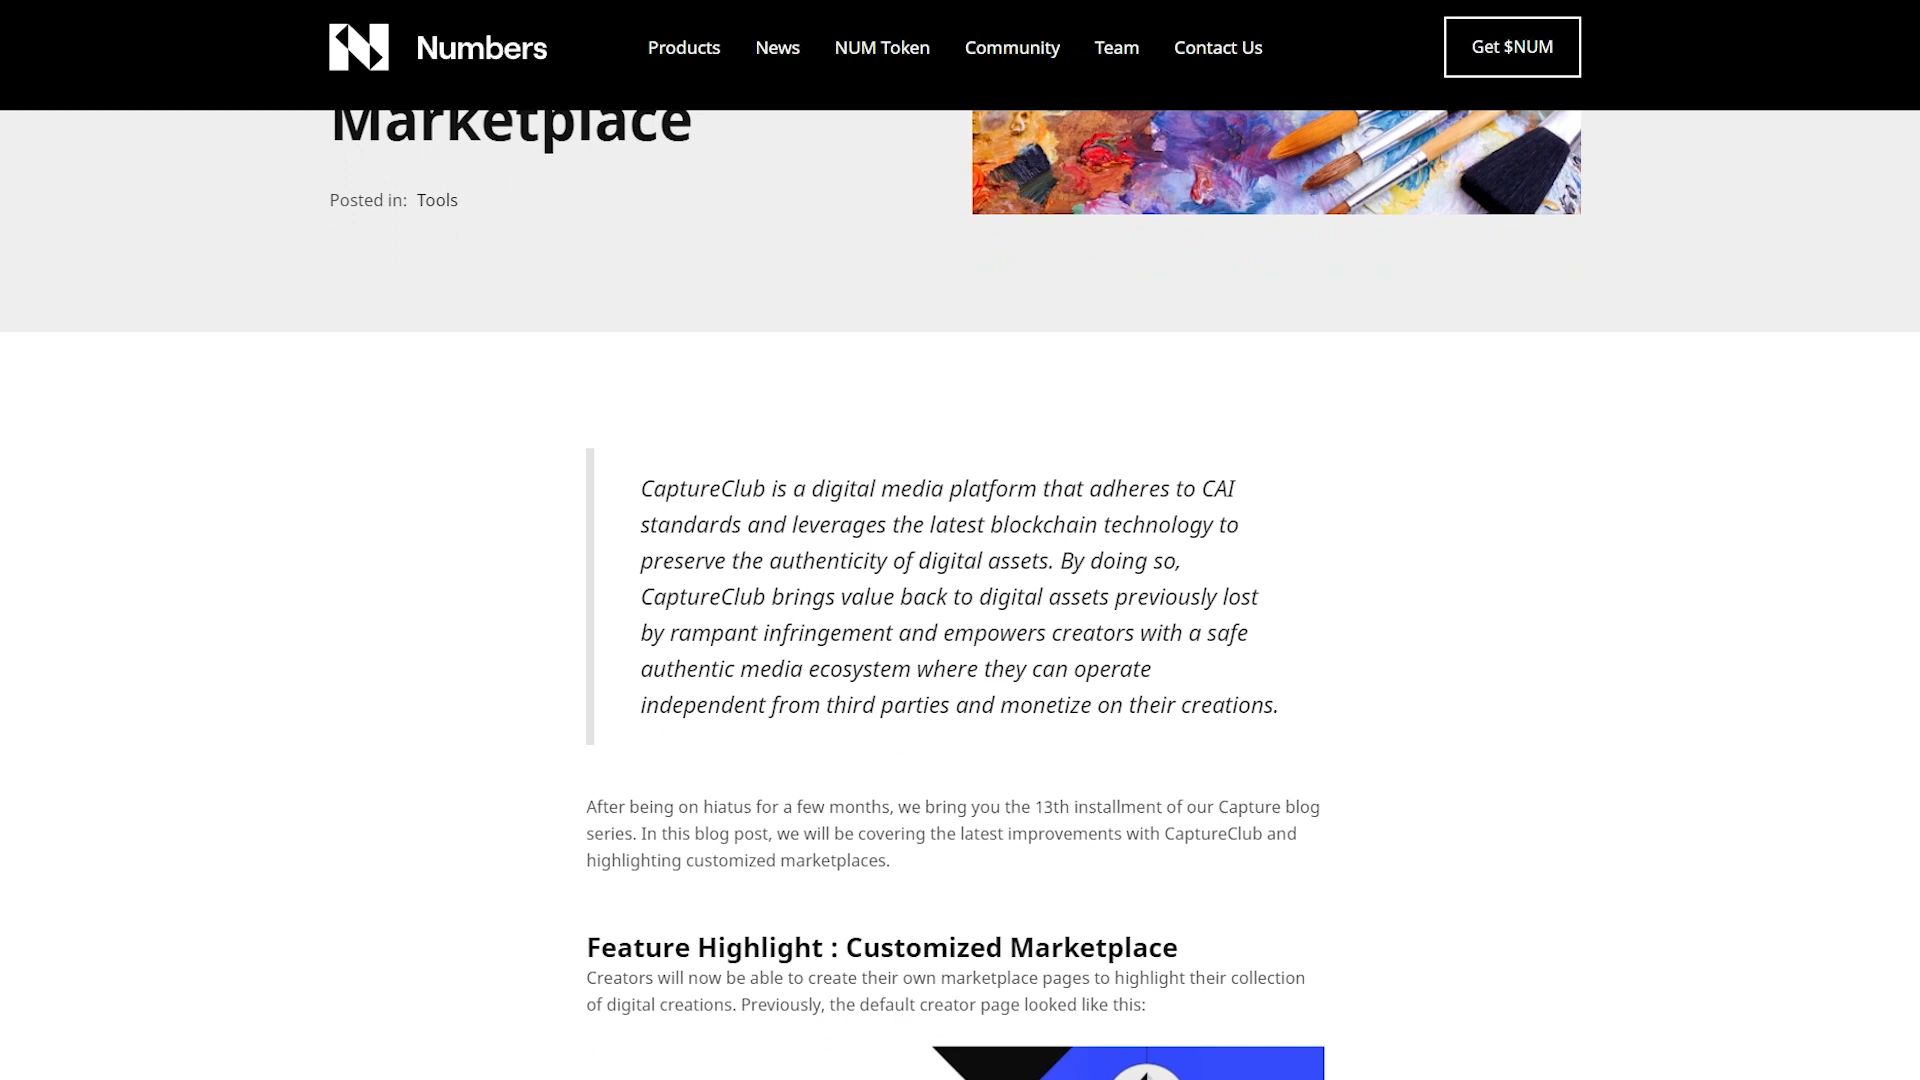 Numbers
Products News NUM Token Community Team Contact Us
Get $NUM
Marketplace
Posted in: Tools
CaptureClub is a digital media platform that adheres to CAI
standards and leverages the latest blockchain technology to
preserve the authenticity of digital assets. By doing so,
CaptureClub brings value back to digital assets previously lost
by rampant infringement and empowers creators with a safe
authentic media ecosystem where they can operate
independent from third parties and monetize on their creations.
After being on hiatus for a few months, we bring you the 13th installment of our Capture blog
series. In this blog post, we will be covering the latest improvements with CaptureClub and
highlighting customized marketplaces.
Feature Highlight : Customized Marketplace
Creators will now be able to create their own marketplace pages to highlight their collection
of digital creations. Previously, the default creator page looked like this: